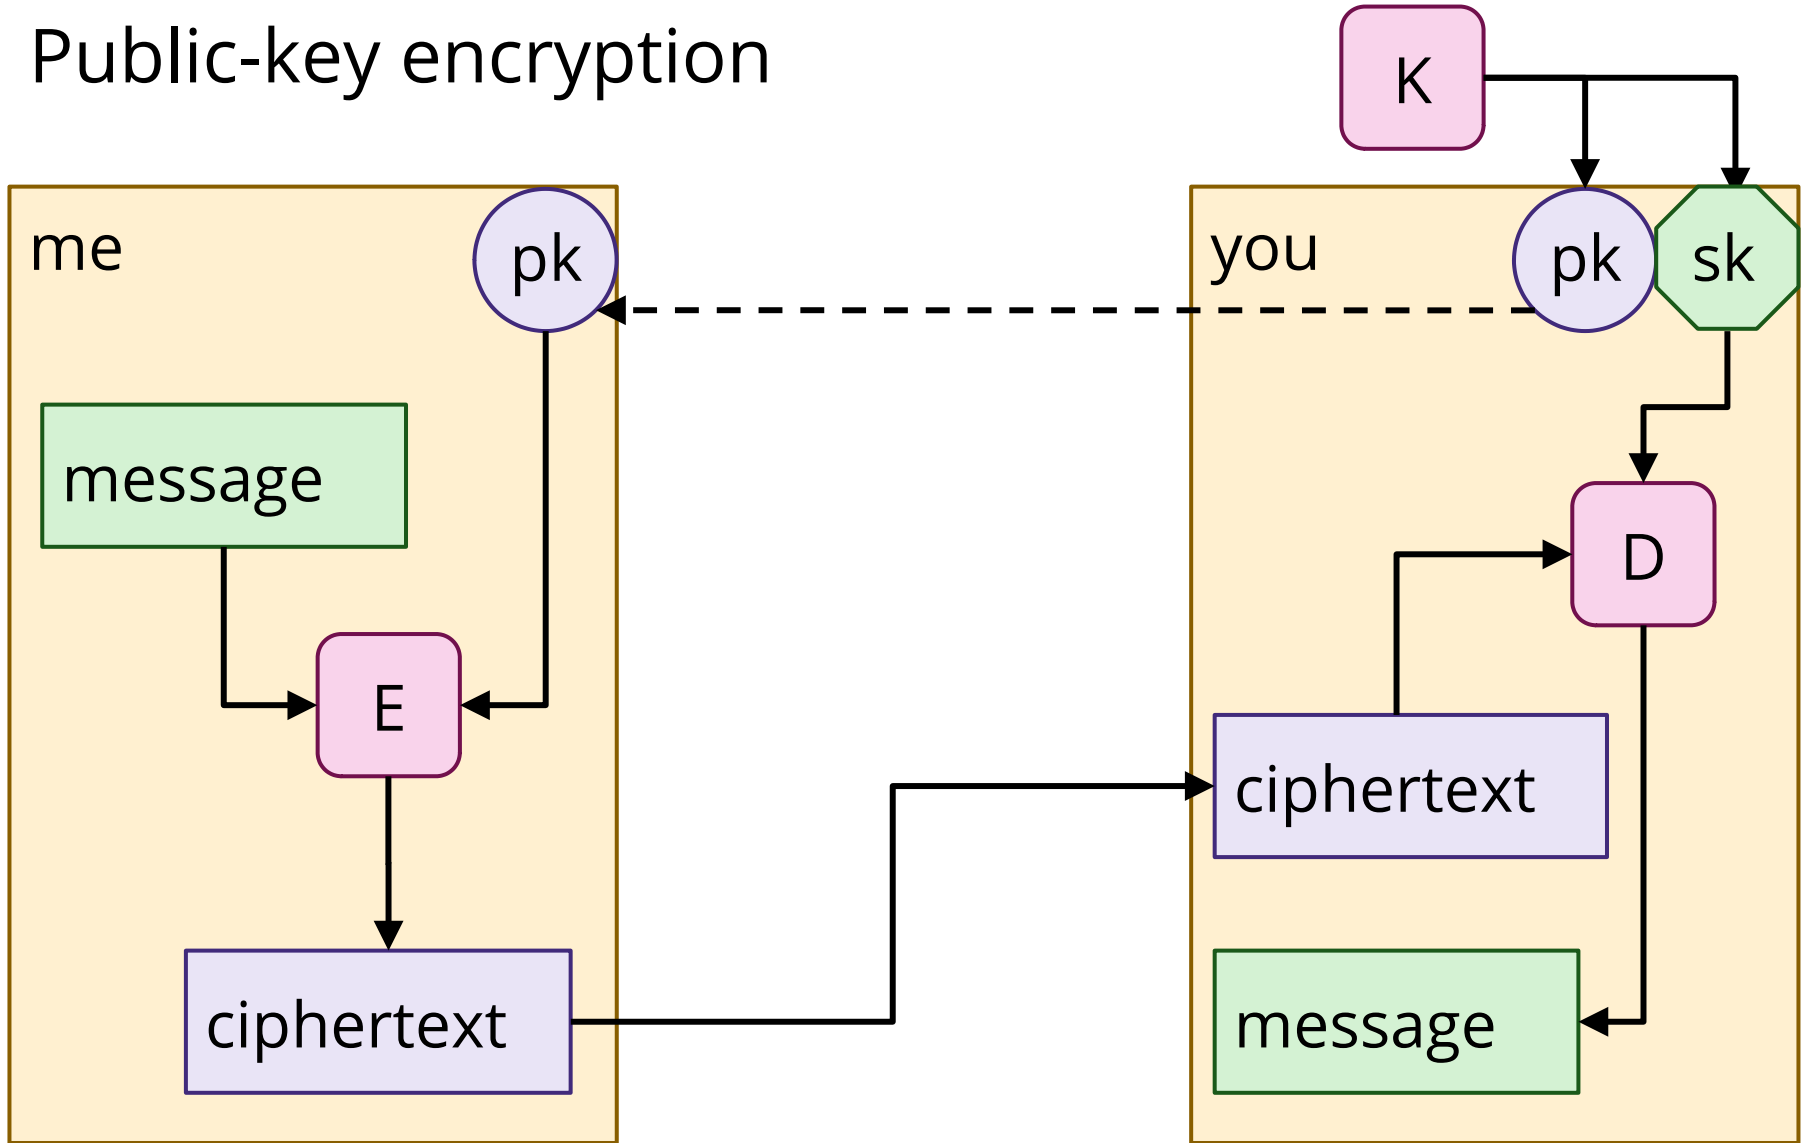 Public-key encryption
K
me
pk
you
pk
sk
message
D
E
ciphertext
ciphertext
message